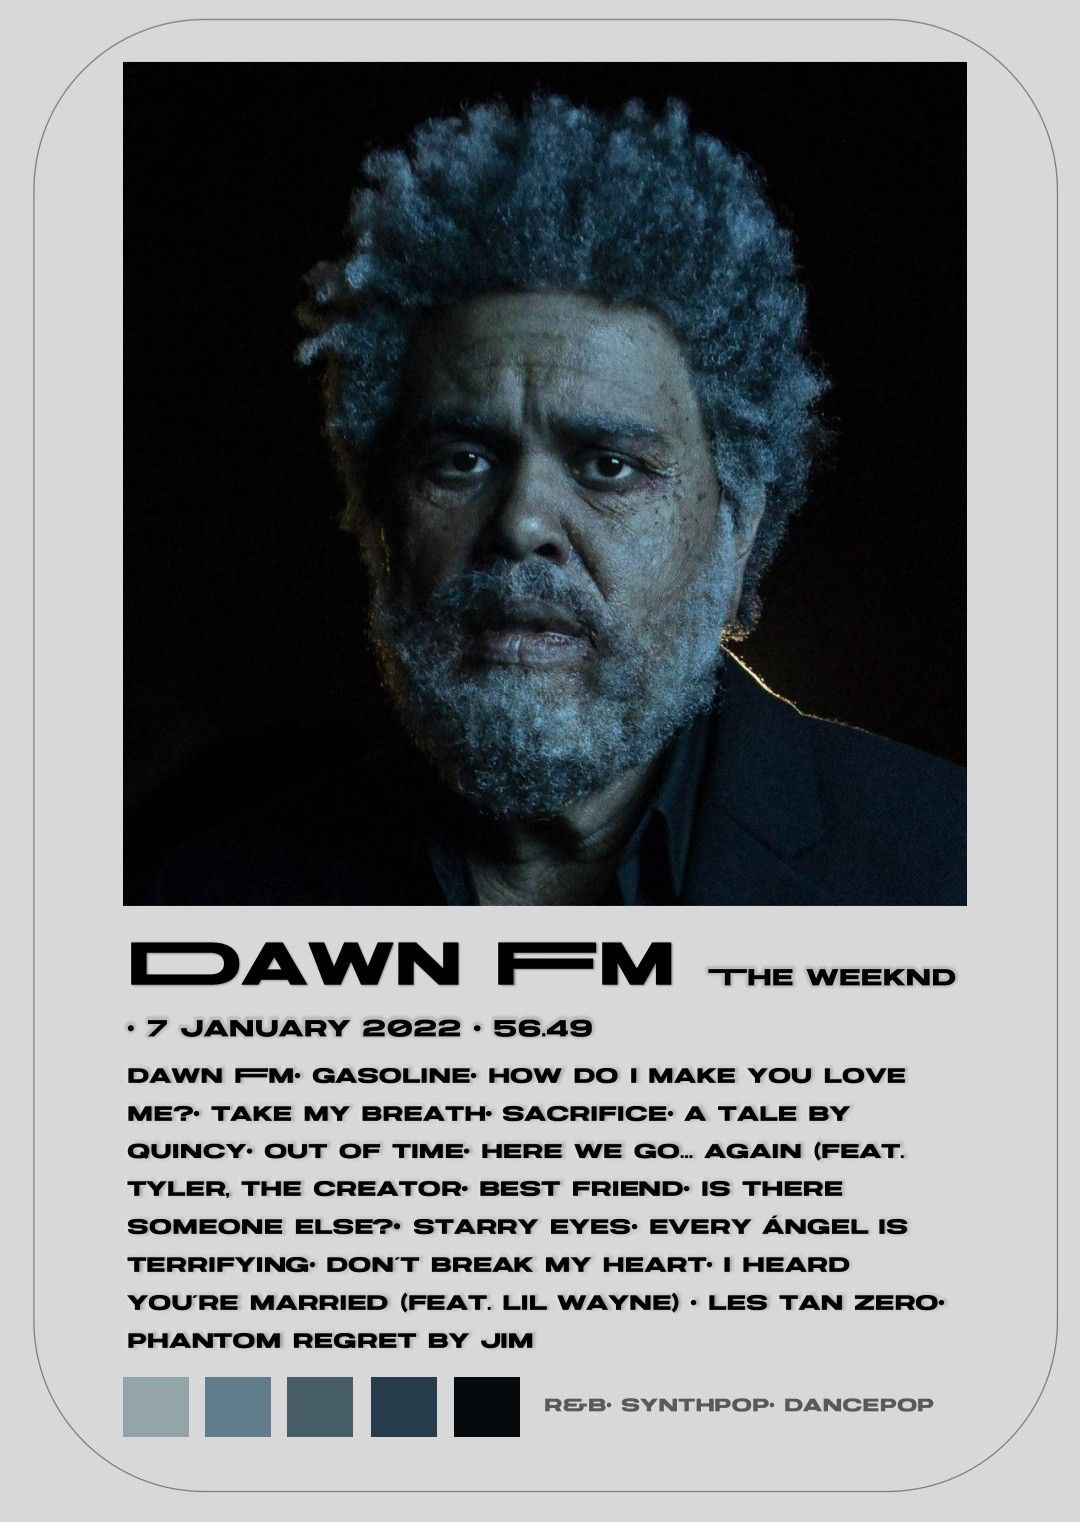 DAWN FM THE WEEKND
• 7 JANUARY 2022 • 56.49
DAWN FM• GASOLINE• HOW DO I MAKE YOU LOVE
ME?• TAKE MY BREATH• SACRIFICE• A TALE BY
QUINCY• OUT OF TIME• HERE WE GO... AGAIN (FEAT.
TYLER, THE CREATOR• BEST FRIEND• IS THERE
SOMEONE ELSE?• STARRY EYES• EVERY ÁNGEL IS
TERRIFYING• DON´T BREAK MY HEART• I HEARD
YOU´RE MARRIED (FEAT. LIL WAYNE) • LES TAN ZERO•
PHANTOM REGRET BY JIM
R&B• SYNTHPOP• DANCEPOP